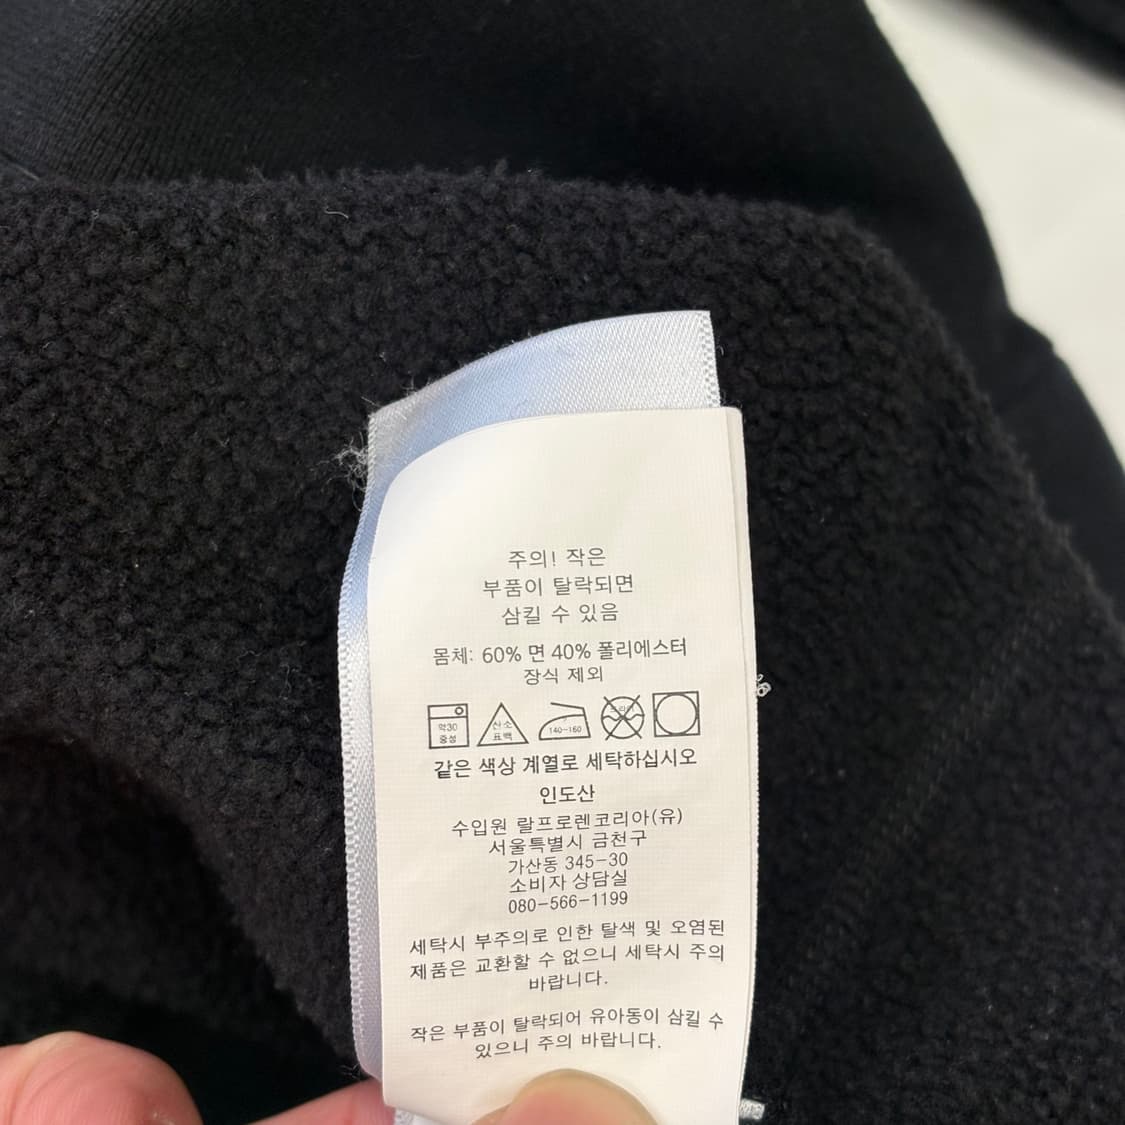 주의! 작은
부품이 탈락되면
삼킬 수 있음
몸체: 60% 면 40% 폴리에스터
장식 제외
약30 중성 산소 표백 140-160 드라이
같은 색상 계열로 세탁하십시오
인도산
수입원 랄프로렌코리아(유)
서울특별시 금천구
가산동 345-30
소비자 상담실
080-566-1199
세탁시 부주의로 인한 탈색 및 오염된
제품은 교환할 수 없으니 세탁시 주의
바랍니다.
작은 부품이 탈락되어 유아동이 삼킬 수
있으니 주의 바랍니다.